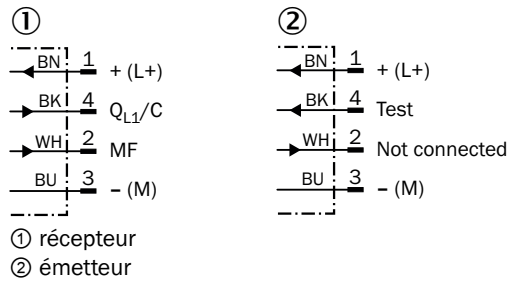 ① ②
BN 1 + (L+) BN 1 + (L+)
BK 4 Q_L1/C BK 4 Test
WH 2 MF WH 2 Not connected
BU 3 − (M) BU 3 − (M)
① récepteur
② émetteur